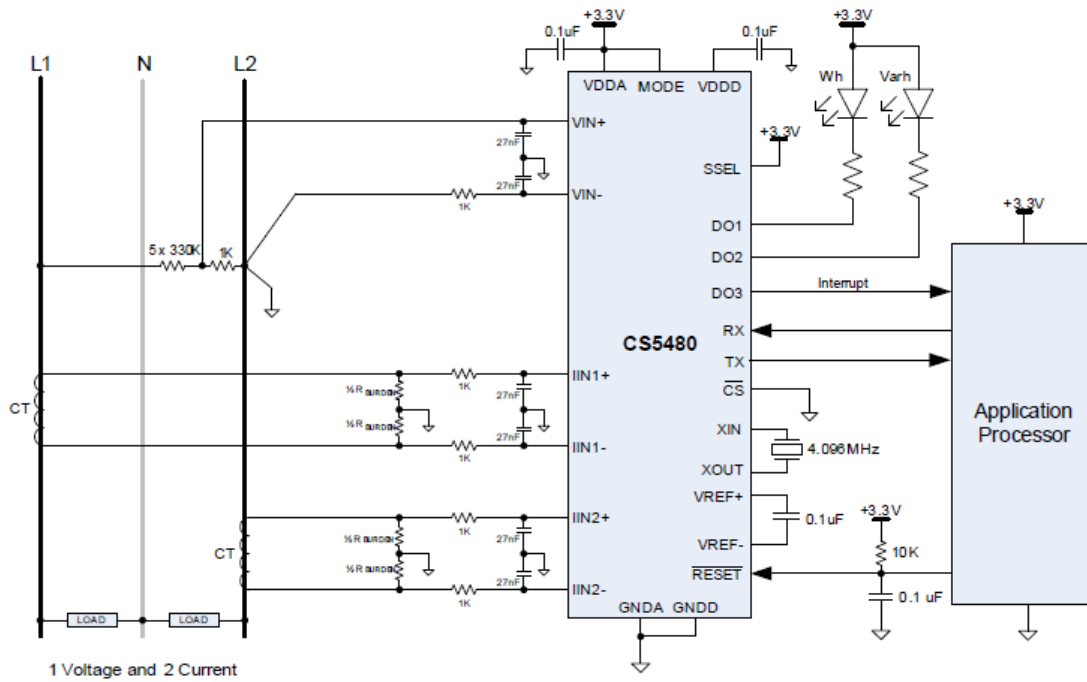 +3.3V
+3.3V
0.1uF
0.1uF
L1
N
L2
VDDA
MODE
VDDD
Wh
Varh
VIN+
27nF
+3.3V
SSEL
27nF
VIN-
1K
+3.3V
DO1
5 x 330K
1K
DO2
DO3
Interrupt
RX
CS5480
TX
IIN1+
1K
½ R BURDEN
27nF
CS
CT
Application
Processor
½ R BURDEN
27nF
XIN
IIN1-
1K
4.096MHz
XOUT
VREF+
IIN2+
1K
+3.3V
0.1uF
½ R BURDEN
27nF
VREF-
CT
10K
½ R BURDEN
27nF
RESET
IIN2-
1K
0.1 uF
GNDA
GNDD
LOAD
LOAD
1 Voltage and 2 Current